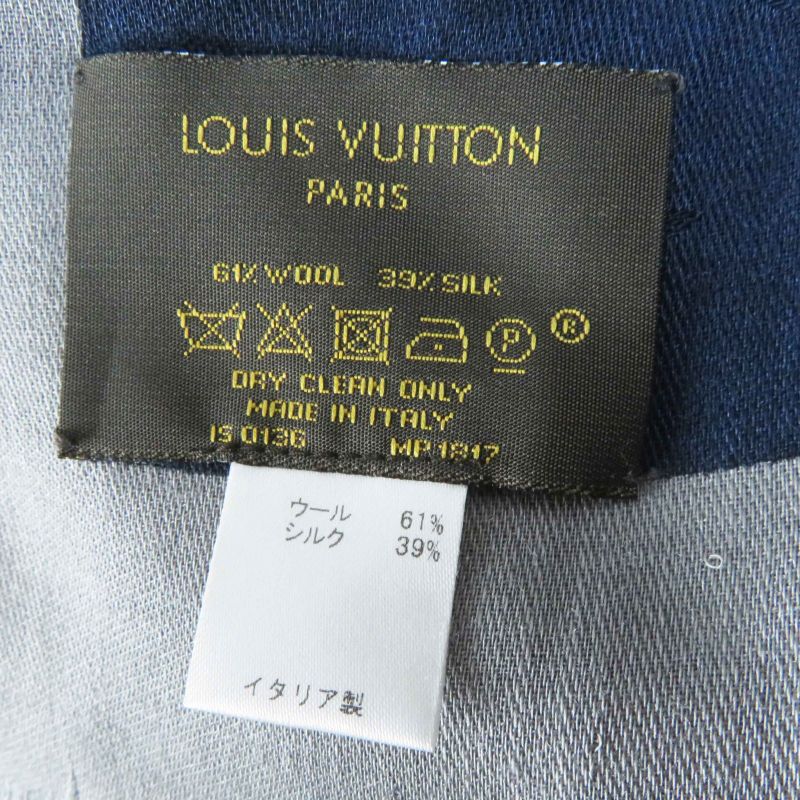 LOUIS VUITTON
PARIS
61% WOOL 39% SILK
P ®
DRY CLEAN ONLY
MADE IN ITALY
IS 0136 MP1817
ウール 61%
シルク 39%
イタリア製